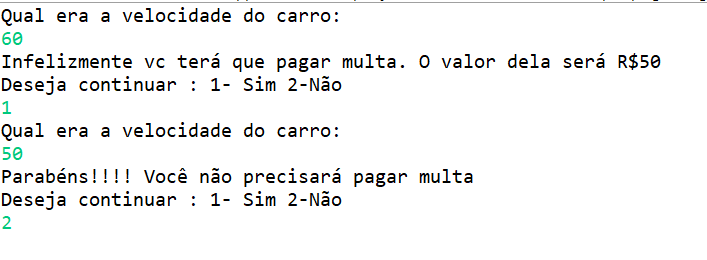 Qual era a velocidade do carro:
60
Infelizmente vc terá que pagar multa. O valor dela será R$50
Deseja continuar : 1- Sim 2-Não
1
Qual era a velocidade do carro:
50
Parabéns!!!! Você não precisará pagar multa
Deseja continuar : 1- Sim 2-Não
2